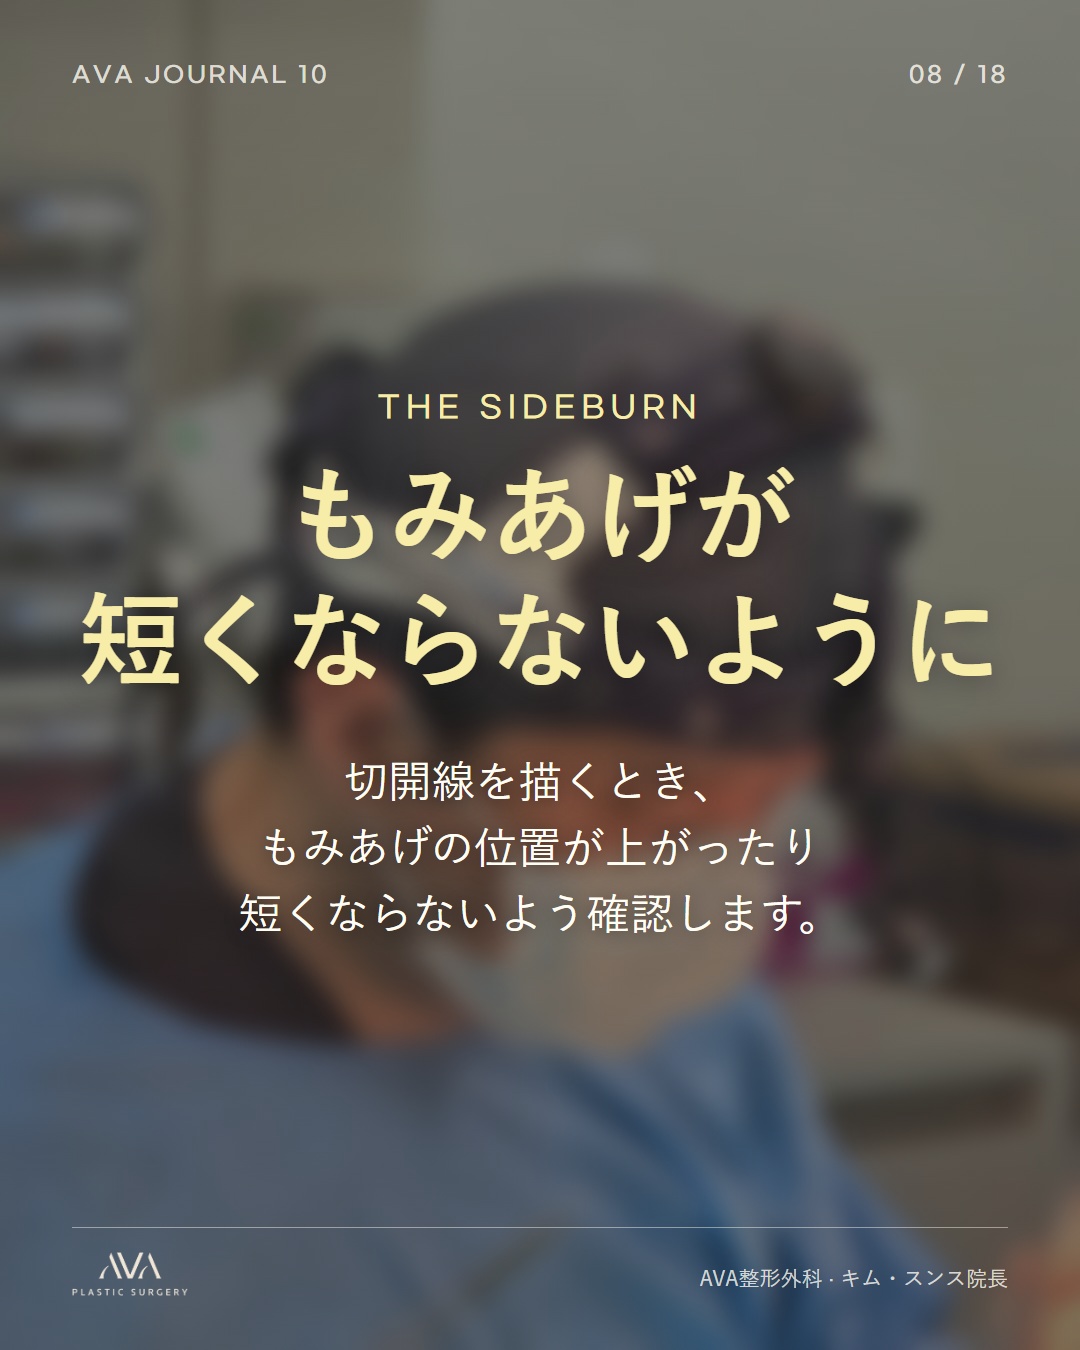 AVA JOURNAL 10
08 / 18
THE SIDEBURN
もみあげが
短くならないように
切開線を描くとき、
もみあげの位置が上がったり
短くならないよう確認します。
AVA
PLASTIC SURGERY
AVA整形外科 · キム・スンス院長